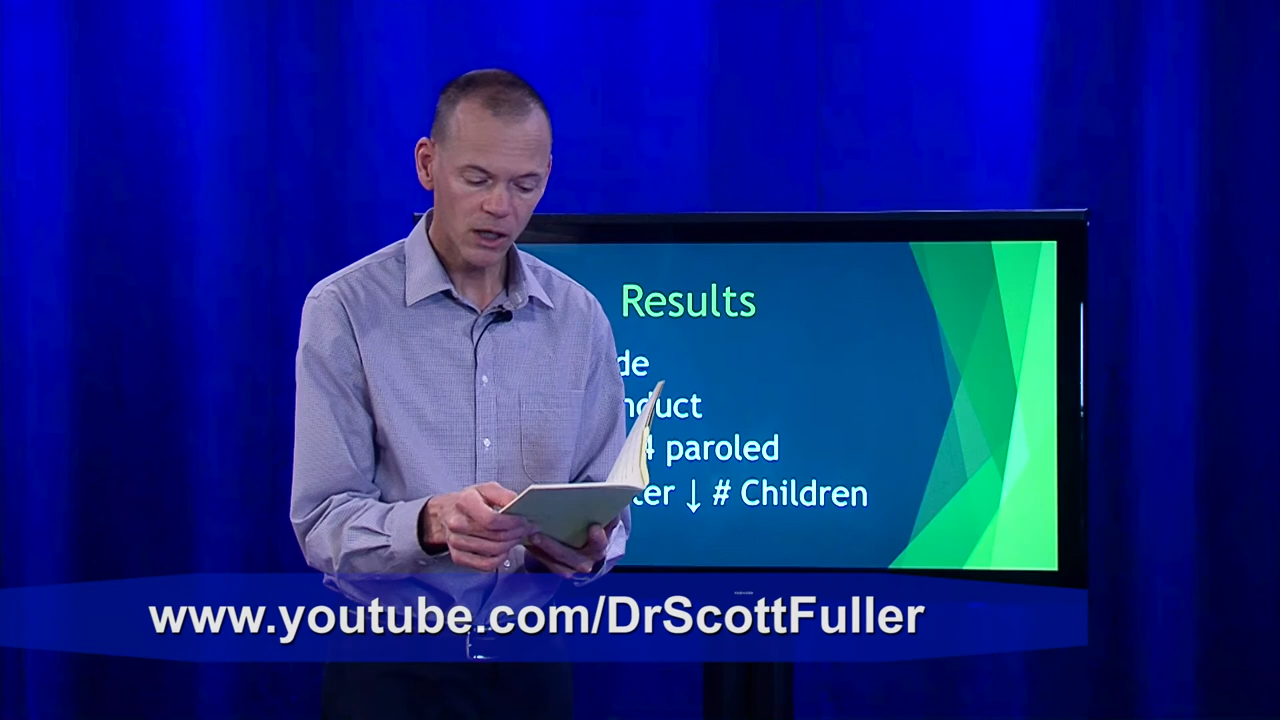 Results
de
nduct
4 paroled
ter ↓ # Children
www.youtube.com/DrScottFuller